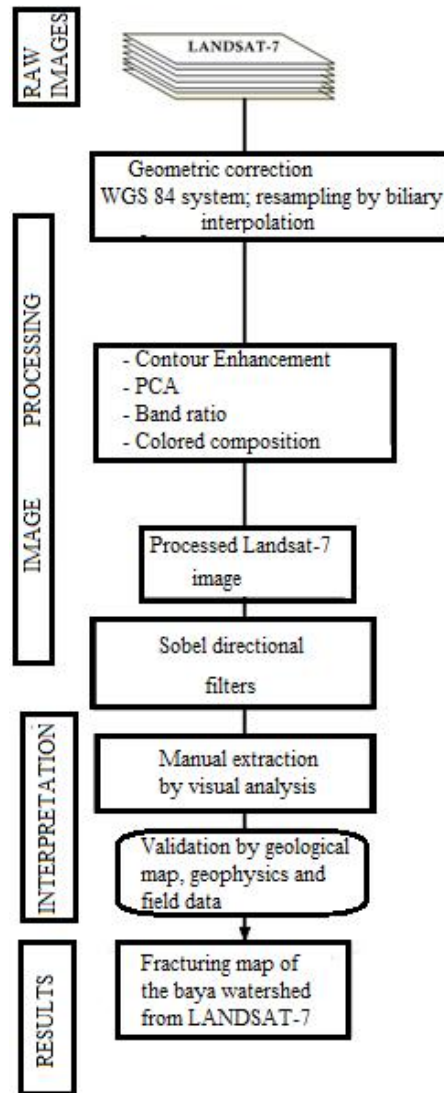 RAW
IMAGES
LANDSAT-7
Geometric correction
WGS 84 system; resampling by biliary
interpolation
IMAGE PROCESSING
- Contour Enhancement
- PCA
- Band ratio
- Colored composition
Processed Landsat-7
image
Sobel directional
filters
INTERPRETATION
Manual extraction
by visual analysis
Validation by geological
map, geophysics and
field data
RESULTS
Fracturing map of
the baya watershed
from LANDSAT-7